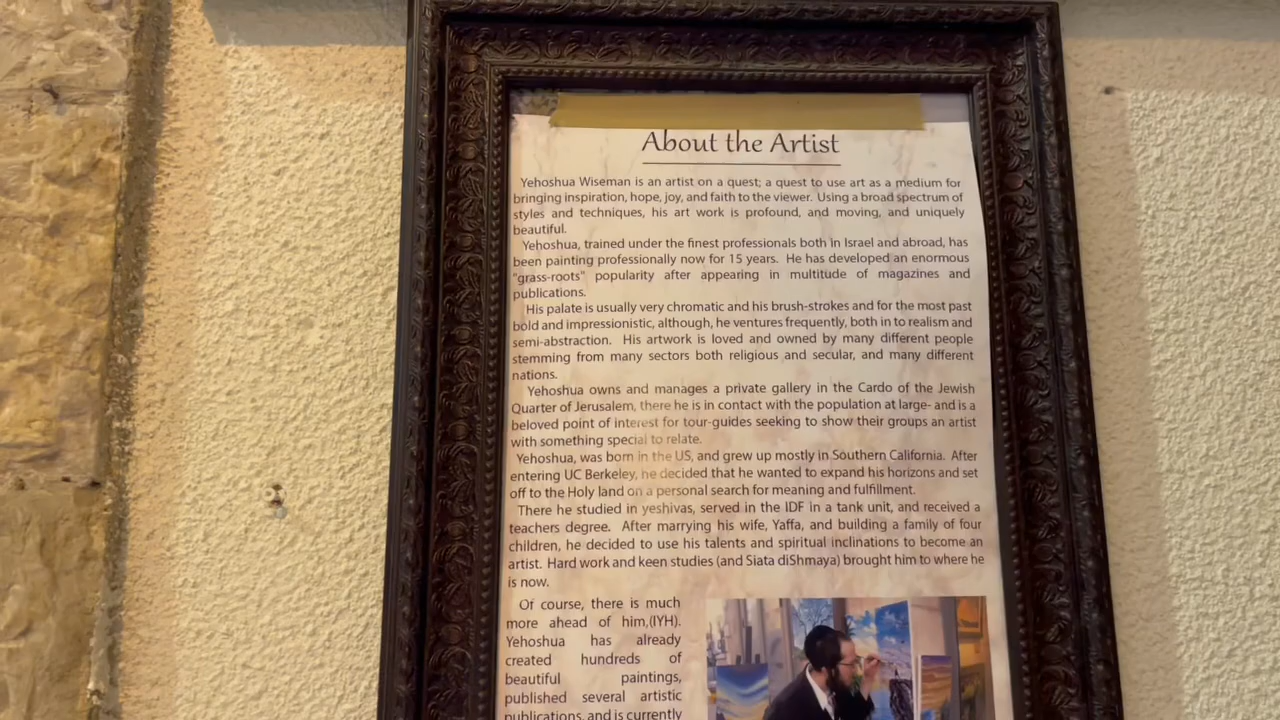 About the Artist
Yehoshua Wiseman is an artist on a quest; a quest to use art as a medium for
bringing inspiration, hope, joy, and faith to the viewer. Using a broad spectrum of
styles and techniques, his art work is profound, and moving, and uniquely
beautiful.
Yehoshua, trained under the finest professionals both in Israel and abroad, has
been painting professionally now for 15 years. He has developed an enormous
"grass-roots" popularity after appearing in multitude of magazines and
publications.
His palate is usually very chromatic and his brush-strokes and for the most past
bold and impressionistic, although, he ventures frequently, both in to realism and
semi-abstraction. His artwork is loved and owned by many different people
stemming from many sectors both religious and secular, and many different
nations.
Yehoshua owns and manages a private gallery in the Cardo of the Jewish
Quarter of Jerusalem, there he is in contact with the population at large- and is a
beloved point of interest for tour-guides seeking to show their groups an artist
with something special to relate.
Yehoshua, was born in the US, and grew up mostly in Southern California. After
entering UC Berkeley, he decided that he wanted to expand his horizons and set
off to the Holy land on a personal search for meaning and fulfillment.
There he studied in yeshivas, served in the IDF in a tank unit, and received a
teachers degree. After marrying his wife, Yaffa, and building a family of four
children, he decided to use his talents and spiritual inclinations to become an
artist. Hard work and keen studies (and Siata diShmaya) brought him to where he
is now.
Of course, there is much
more ahead of him,(IYH).
Yehoshua has already
created hundreds of
beautiful paintings,
published several artistic
publications, and is currently